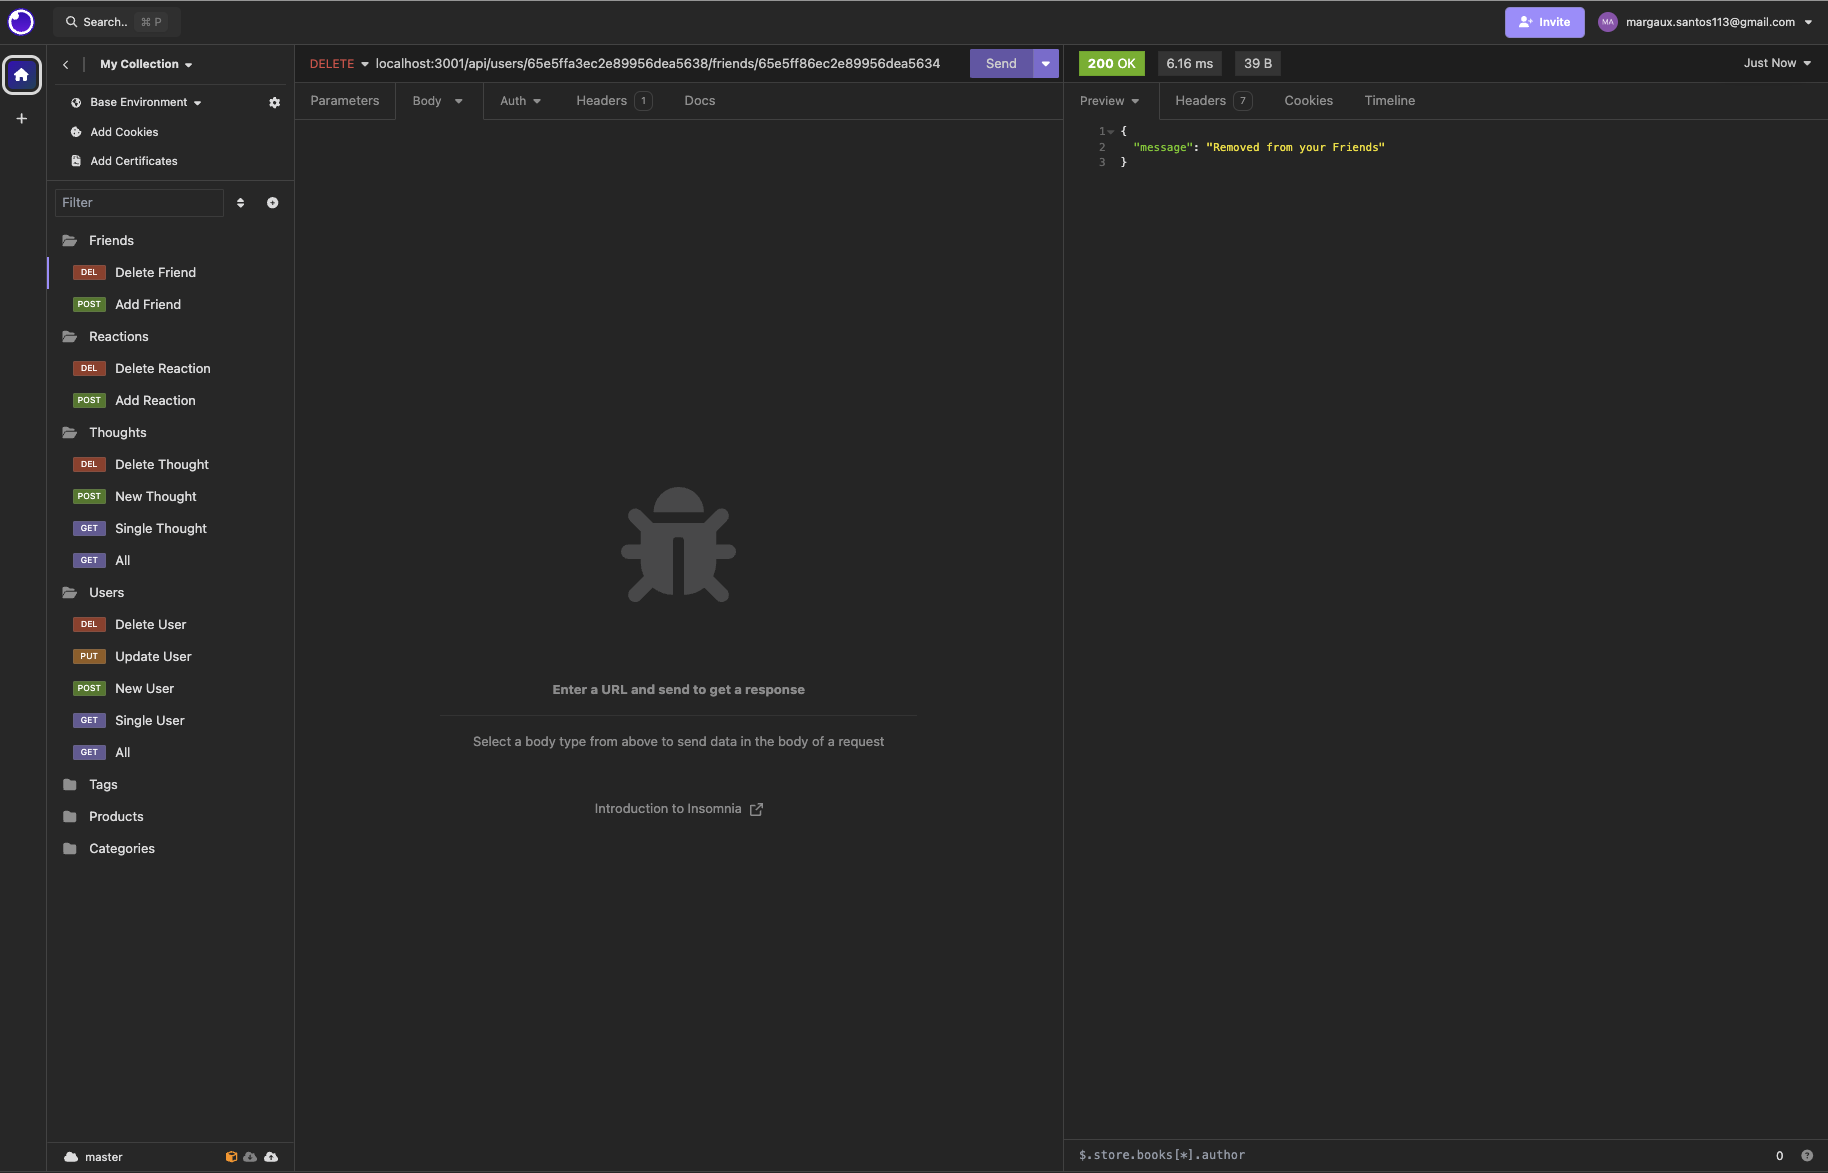 Search.. ⌘ P
Invite
MA margaux.santos113@gmail.com
My Collection
Base Environment
Add Cookies
Add Certificates
Filter
Friends
DEL Delete Friend
POST Add Friend
Reactions
DEL Delete Reaction
POST Add Reaction
Thoughts
DEL Delete Thought
POST New Thought
GET Single Thought
GET All
Users
DEL Delete User
PUT Update User
POST New User
GET Single User
GET All
Tags
Products
Categories
master
DELETE localhost:3001/api/users/65e5ffa3ec2e89956dea5638/friends/65e5ff86ec2e89956dea5634 Send
Parameters Body Auth Headers 1 Docs
Enter a URL and send to get a response
Select a body type from above to send data in the body of a request
Introduction to Insomnia
200 OK 6.16 ms 39 B Just Now
Preview Headers 7 Cookies Timeline
1 {
2 "message": "Removed from your Friends"
3 }
$.store.books[*].author 0 ?